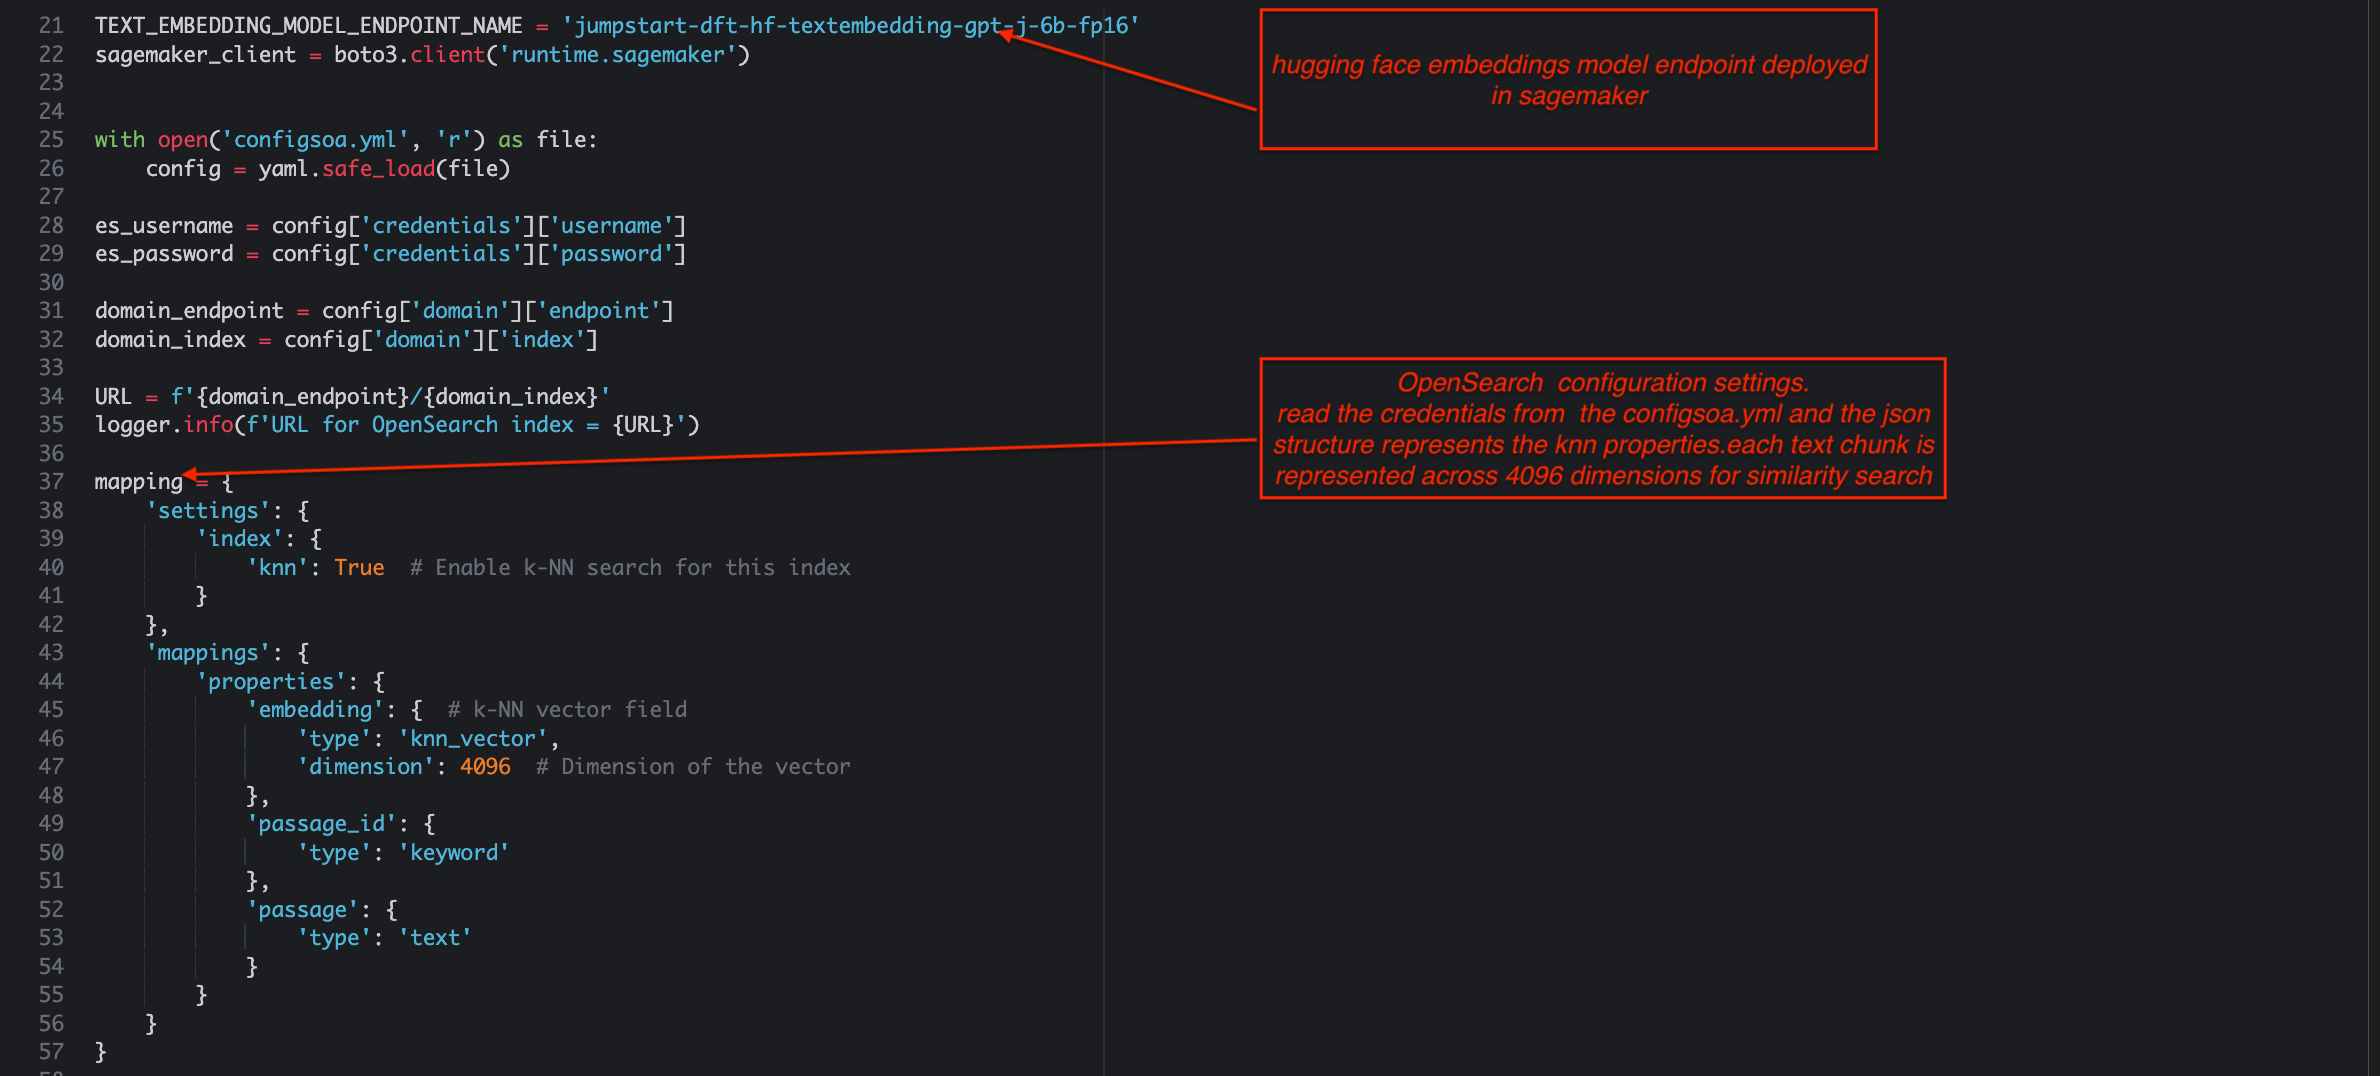 21 TEXT_EMBEDDING_MODEL_ENDPOINT_NAME = 'jumpstart-dft-hf-textembedding-gpt-j-6b-fp16'
22 sagemaker_client = boto3.client('runtime.sagemaker')
23
24
25 with open('configsoa.yml', 'r') as file:
26     config = yaml.safe_load(file)
27
28 es_username = config['credentials']['username']
29 es_password = config['credentials']['password']
30
31 domain_endpoint = config['domain']['endpoint']
32 domain_index = config['domain']['index']
33
34 URL = f'{domain_endpoint}/{domain_index}'
35 logger.info(f'URL for OpenSearch index = {URL}')
36
37 mapping = {
38     'settings': {
39         'index': {
40             'knn': True  # Enable k-NN search for this index
41         }
42     },
43     'mappings': {
44         'properties': {
45             'embedding': {  # k-NN vector field
46                 'type': 'knn_vector',
47                 'dimension': 4096  # Dimension of the vector
48             },
49             'passage_id': {
50                 'type': 'keyword'
51             },
52             'passage': {
53                 'type': 'text'
54             }
55         }
56     }
57 }
hugging face embeddings model endpoint deployed
in sagemaker
OpenSearch  configuration settings.
read the credentials from  the configsoa.yml and the json
structure represents the knn properties.each text chunk is
represented across 4096 dimensions for similarity search